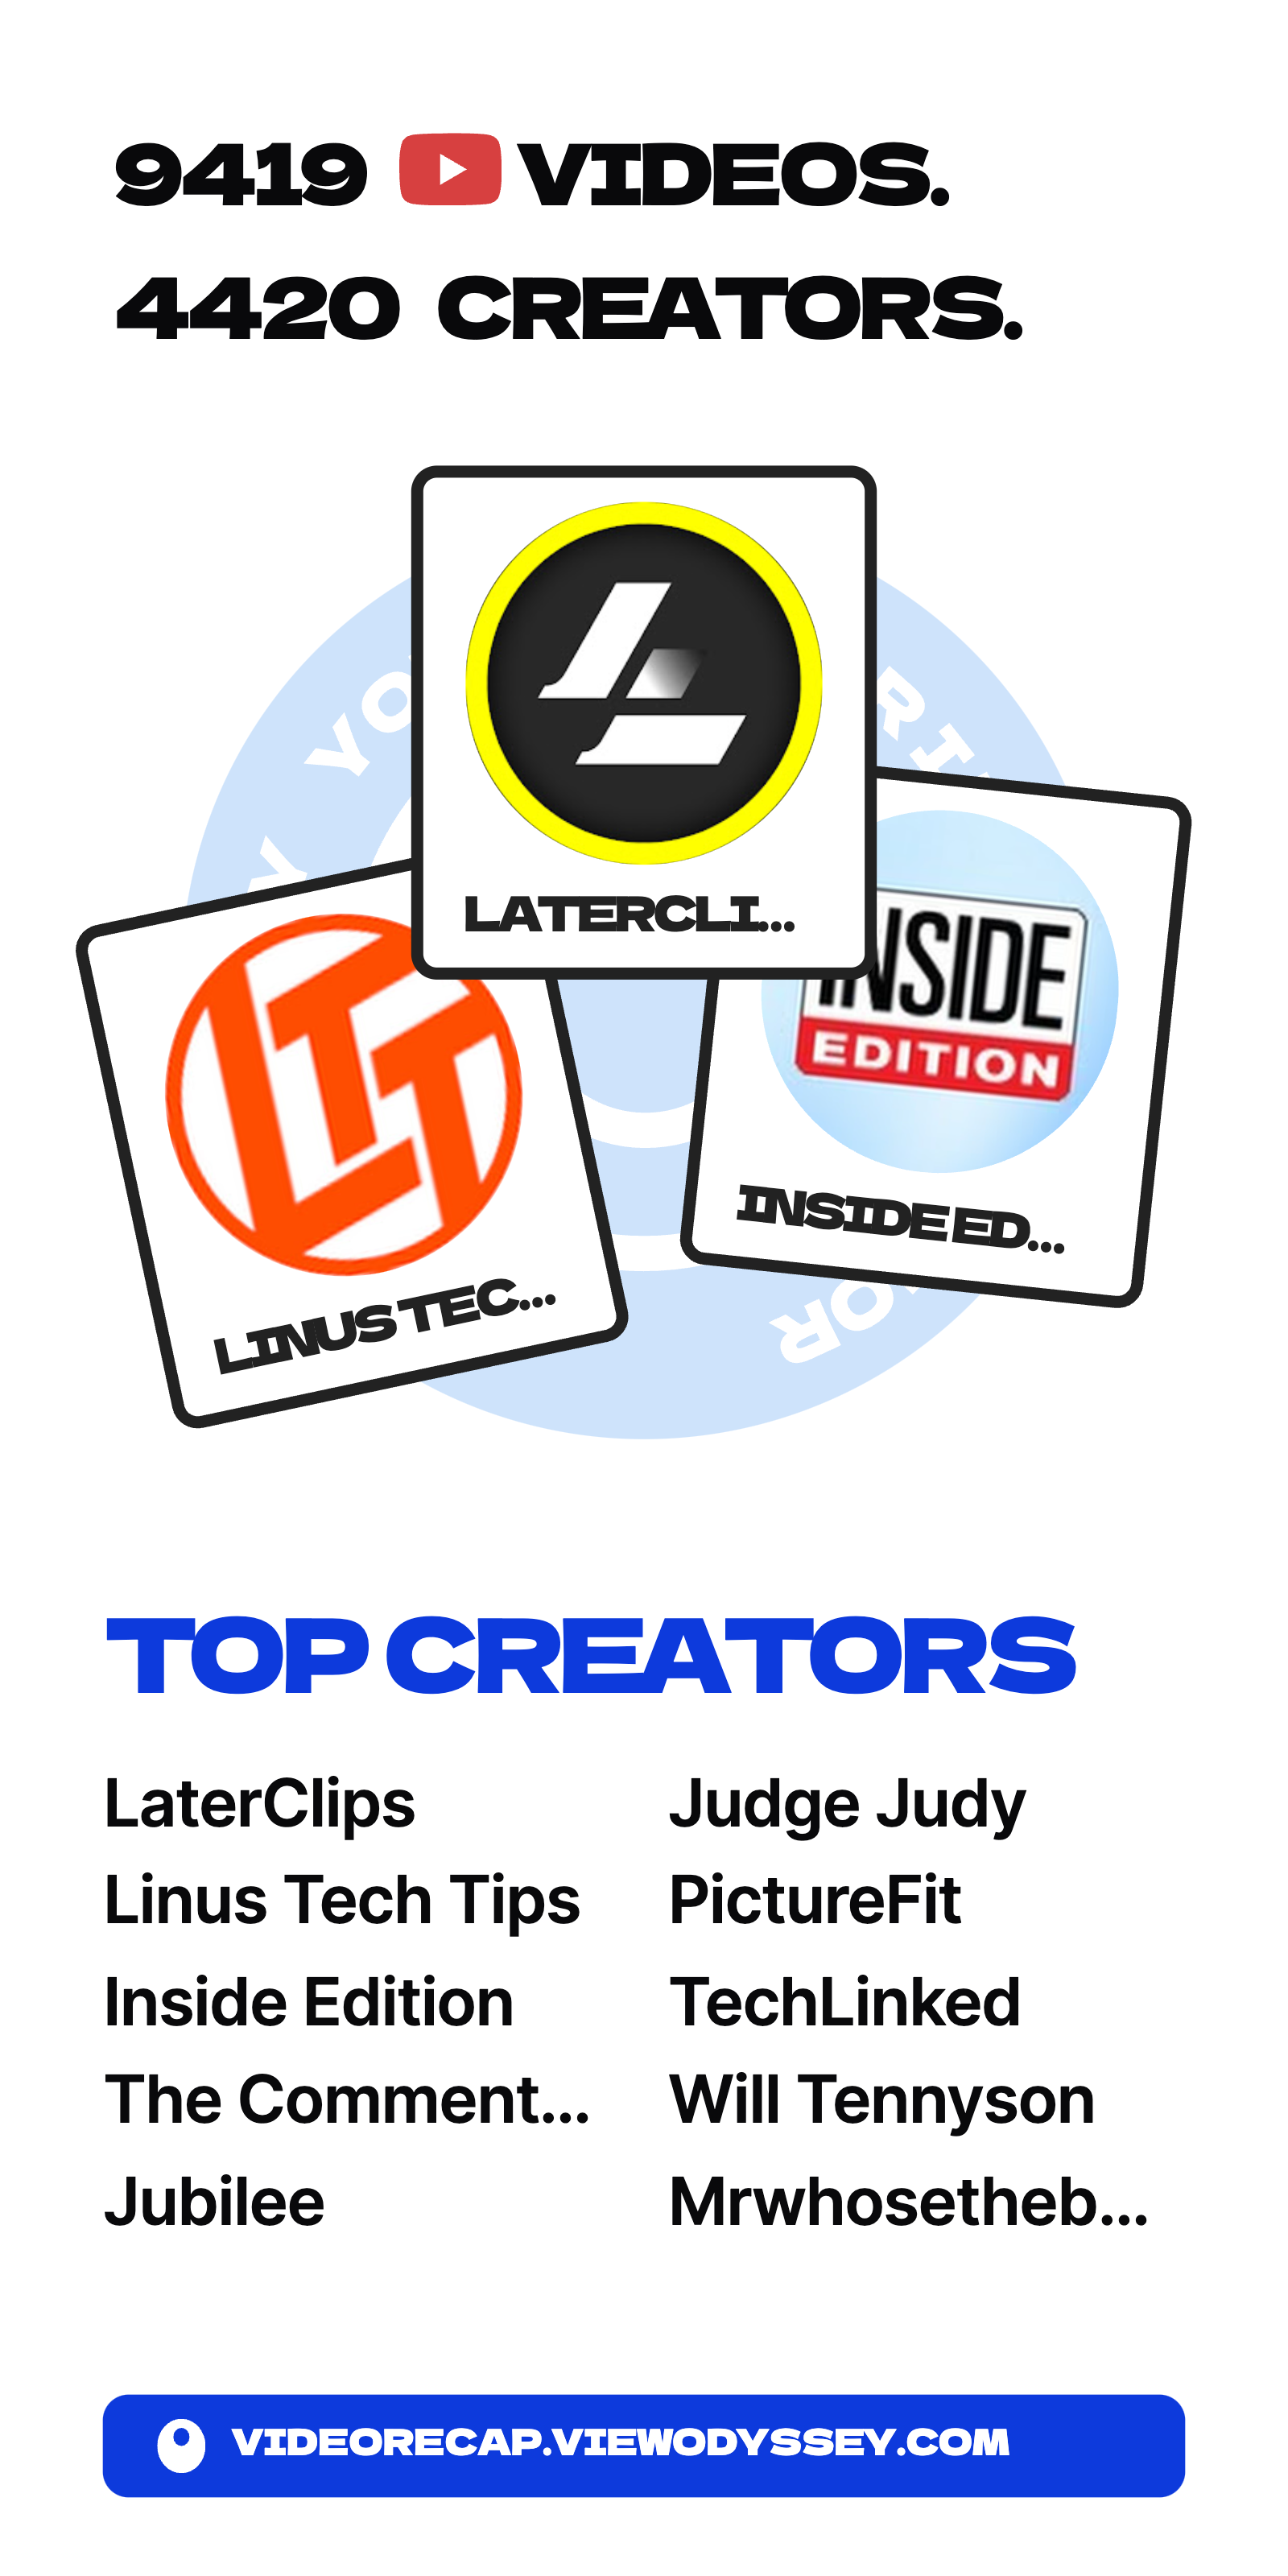 9419 VIDEOS.
4420 CREATORS.
LATERCLI...
INSIDE
EDITION
INSIDE ED...
LTT
LINUS TEC...
TOP CREATORS
LaterClips
Linus Tech Tips
Inside Edition
The Comment...
Jubilee
Judge Judy
PictureFit
TechLinked
Will Tennyson
Mrwhosetheb...
VIDEORECAP.VIEWODYSSEY.COM